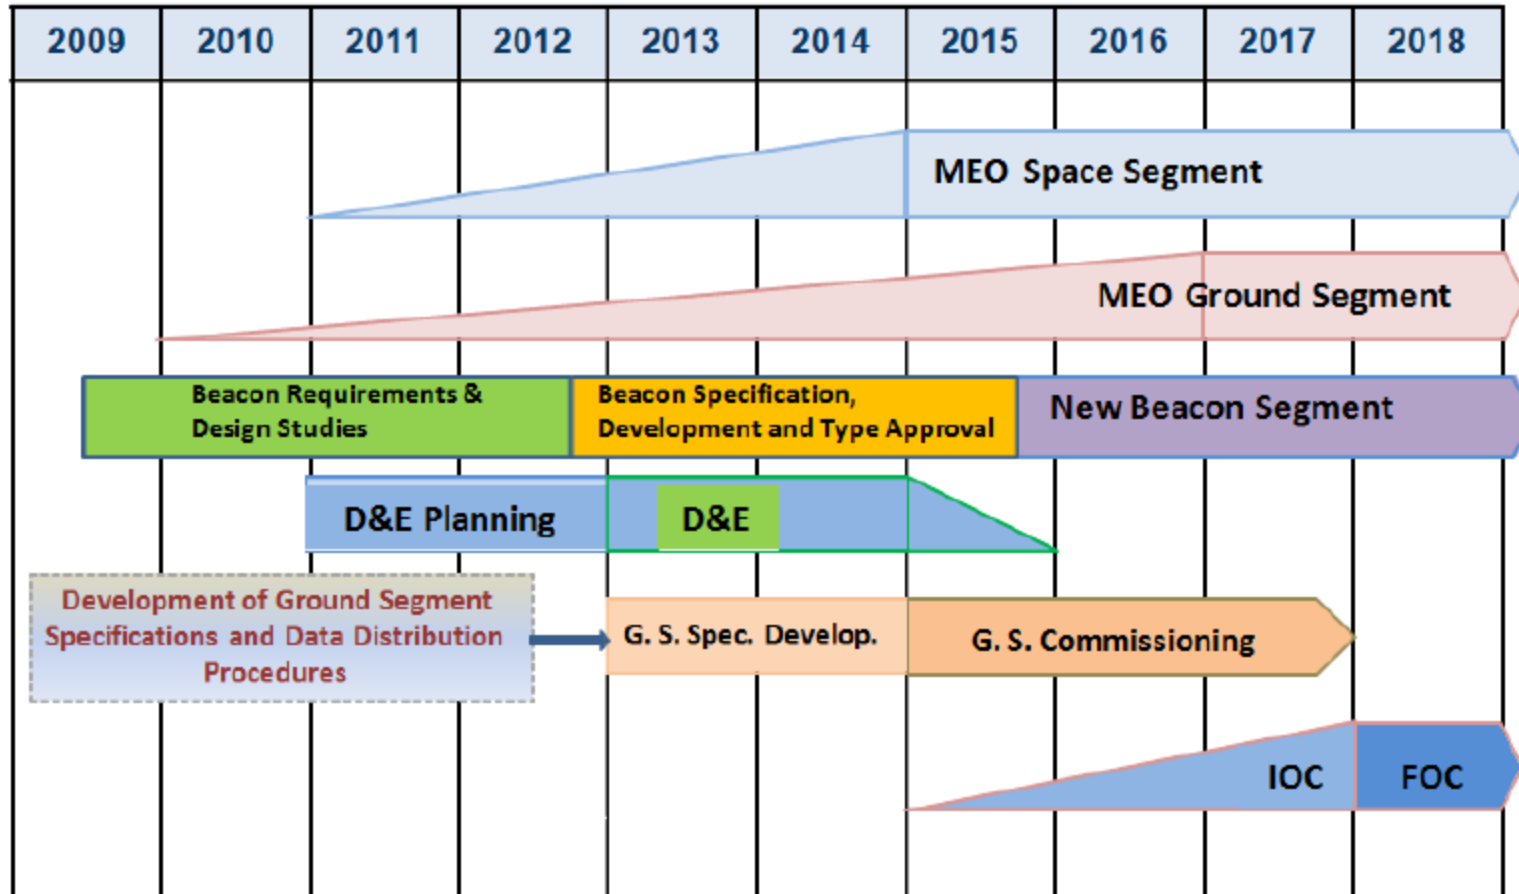 2009 2010 2011 2012 2013 2014 2015 2016 2017 2018
MEO Space Segment
MEO Ground Segment
Beacon Requirements &
Design Studies
Beacon Specification,
Development and Type Approval
New Beacon Segment
D&E Planning
D&E
Development of Ground Segment
Specifications and Data Distribution
Procedures
G. S. Spec. Develop.
G. S. Commissioning
IOC
FOC